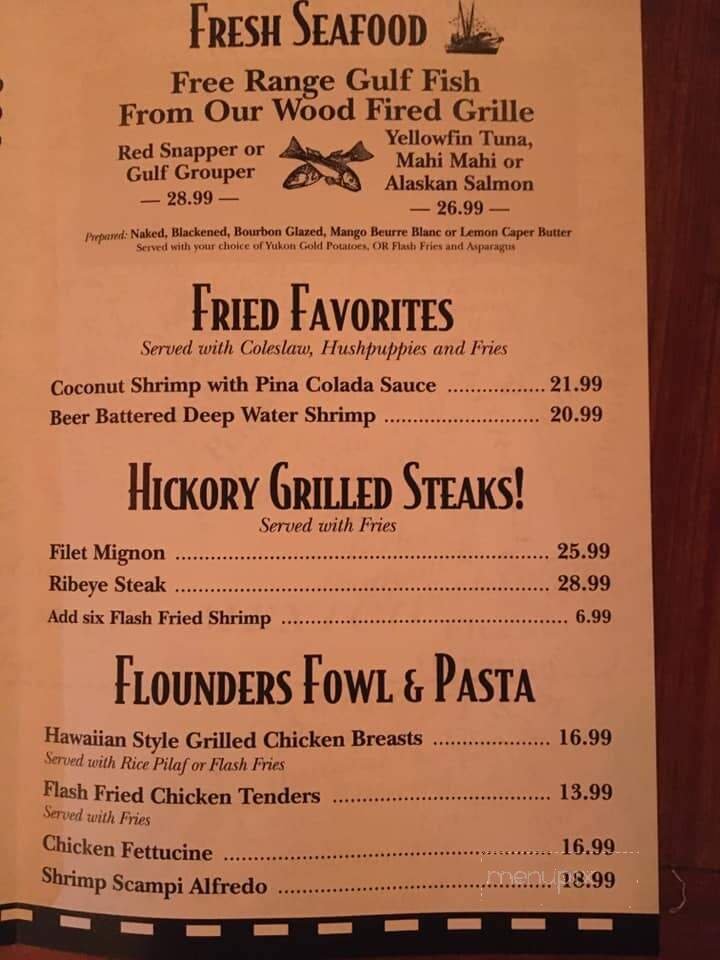 FRESH SEAFOOD
Free Range Gulf Fish
From Our Wood Fired Grille
Red Snapper or
Gulf Grouper
— 28.99 —
Yellowfin Tuna,
Mahi Mahi or
Alaskan Salmon
— 26.99 —
Prepared: Naked, Blackened, Bourbon Glazed, Mango Beurre Blanc or Lemon Caper Butter
Served with your choice of Yukon Gold Potatoes, OR Flash Fries and Asparagus
FRIED FAVORITES
Served with Coleslaw, Hushpuppies and Fries
Coconut Shrimp with Pina Colada Sauce ................. 21.99
Beer Battered Deep Water Shrimp ........................... 20.99
HICKORY GRILLED STEAKS!
Served with Fries
Filet Mignon ................................................................ 25.99
Ribeye Steak ................................................................ 28.99
Add six Flash Fried Shrimp .................................................. 6.99
FLOUNDERS FOWL & PASTA
Hawaiian Style Grilled Chicken Breasts .................... 16.99
Served with Rice Pilaf or Flash Fries
Flash Fried Chicken Tenders ..................................... 13.99
Served with Fries
Chicken Fettucine ....................................................... 16.99
Shrimp Scampi Alfredo .............................................. 18.99
menupix